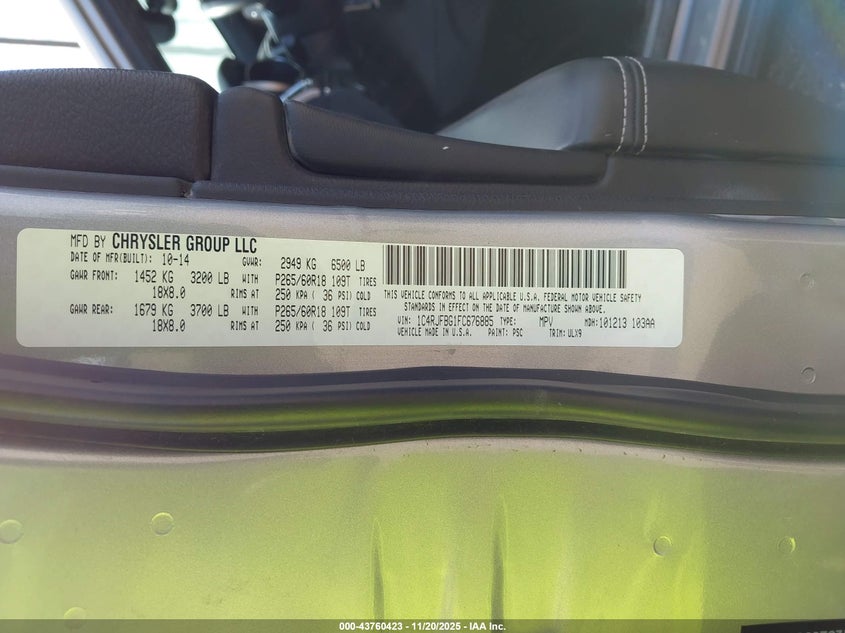 MFD BY CHRYSLER GROUP LLC
DATE OF MFR(BUILT): 10-14 GVWR: 2949 KG 6500 LB
GAWR FRONT: 1452 KG 3200 LB WITH P265/60R18 109T TIRES
18X8.0 RIMS AT 250 KPA ( 36 PSI) COLD
GAWR REAR: 1679 KG 3700 LB WITH P265/60R18 109T TIRES
18X8.0 RIMS AT 250 KPA ( 36 PSI) COLD
THIS VEHICLE CONFORMS TO ALL APPLICABLE U.S.A. FEDERAL MOTOR VEHICLE SAFETY
STANDARDS IN EFFECT ON THE DATE OF MANUFACTURE SHOWN ABOVE.
VIN: 1C4RJFBG1FC676885 TYPE: MPV MDH:101213 103AA
VEHICLE MADE IN U.S.A. PAINT: PSC TRIM: ULX9
000-43760423 - 11/20/2025 - IAA Inc.